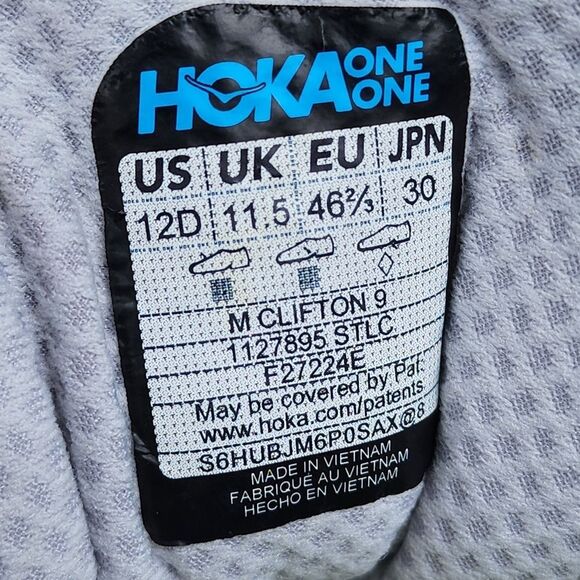 HOKA ONE ONE
US UK EU JPN
12D 11.5 46⅔ 30
M CLIFTON 9
1127895 STLC
F27224E
May be covered by Pat.
www.hoka.com/patents
S6HUBJM6P0SAX@8
MADE IN VIETNAM
FABRIQUÉ AU VIETNAM
HECHO EN VIETNAM